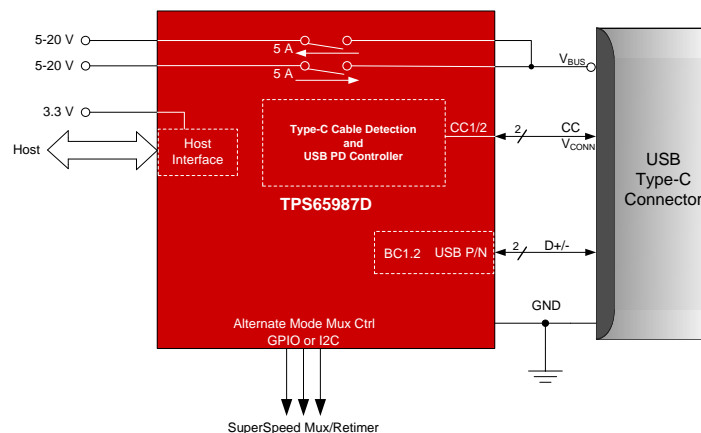 5-20 V
5 A
5-20 V
5 A
VBUS
3.3 V
Host
Host
Interface
Type-C Cable Detection
and
USB PD Controller
CC1/2
2
CC
VCONN
USB
Type-C
Connector
TPS65987D
BC1.2
USB P/N
2
D+/-
GND
Alternate Mode Mux Ctrl
GPIO or I2C
SuperSpeed Mux/Retimer